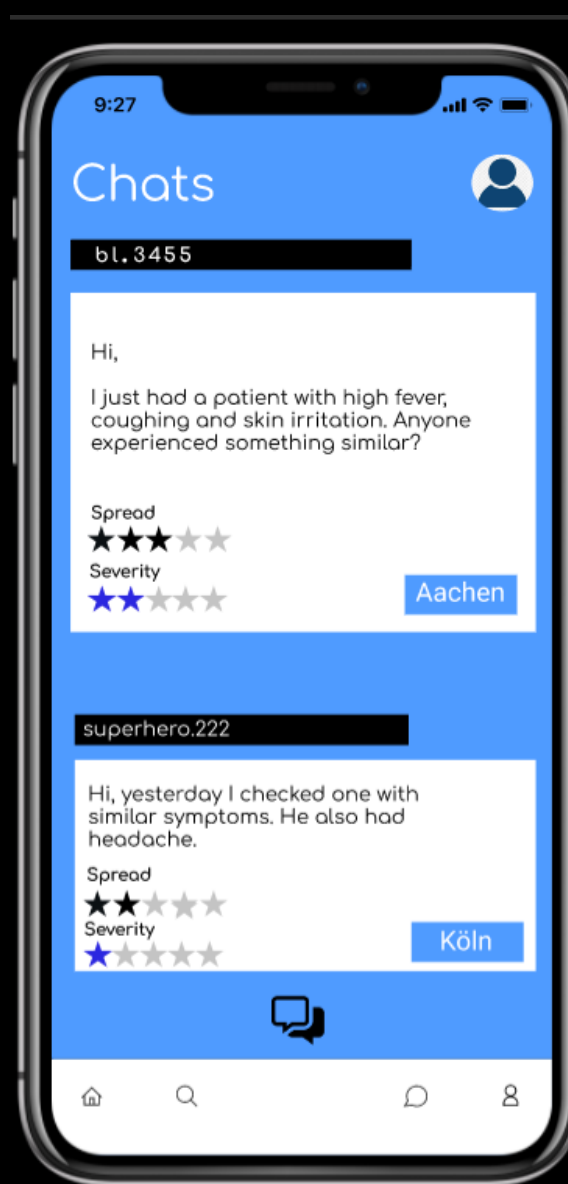 9:27
Chats
bl.3455
Hi,
I just had a patient with high fever,
coughing and skin irritation. Anyone
experienced something similar?
Spread
Severity
Aachen
superhero.222
Hi, yesterday I checked one with
similar symptoms. He also had
headache.
Spread
Severity
Köln